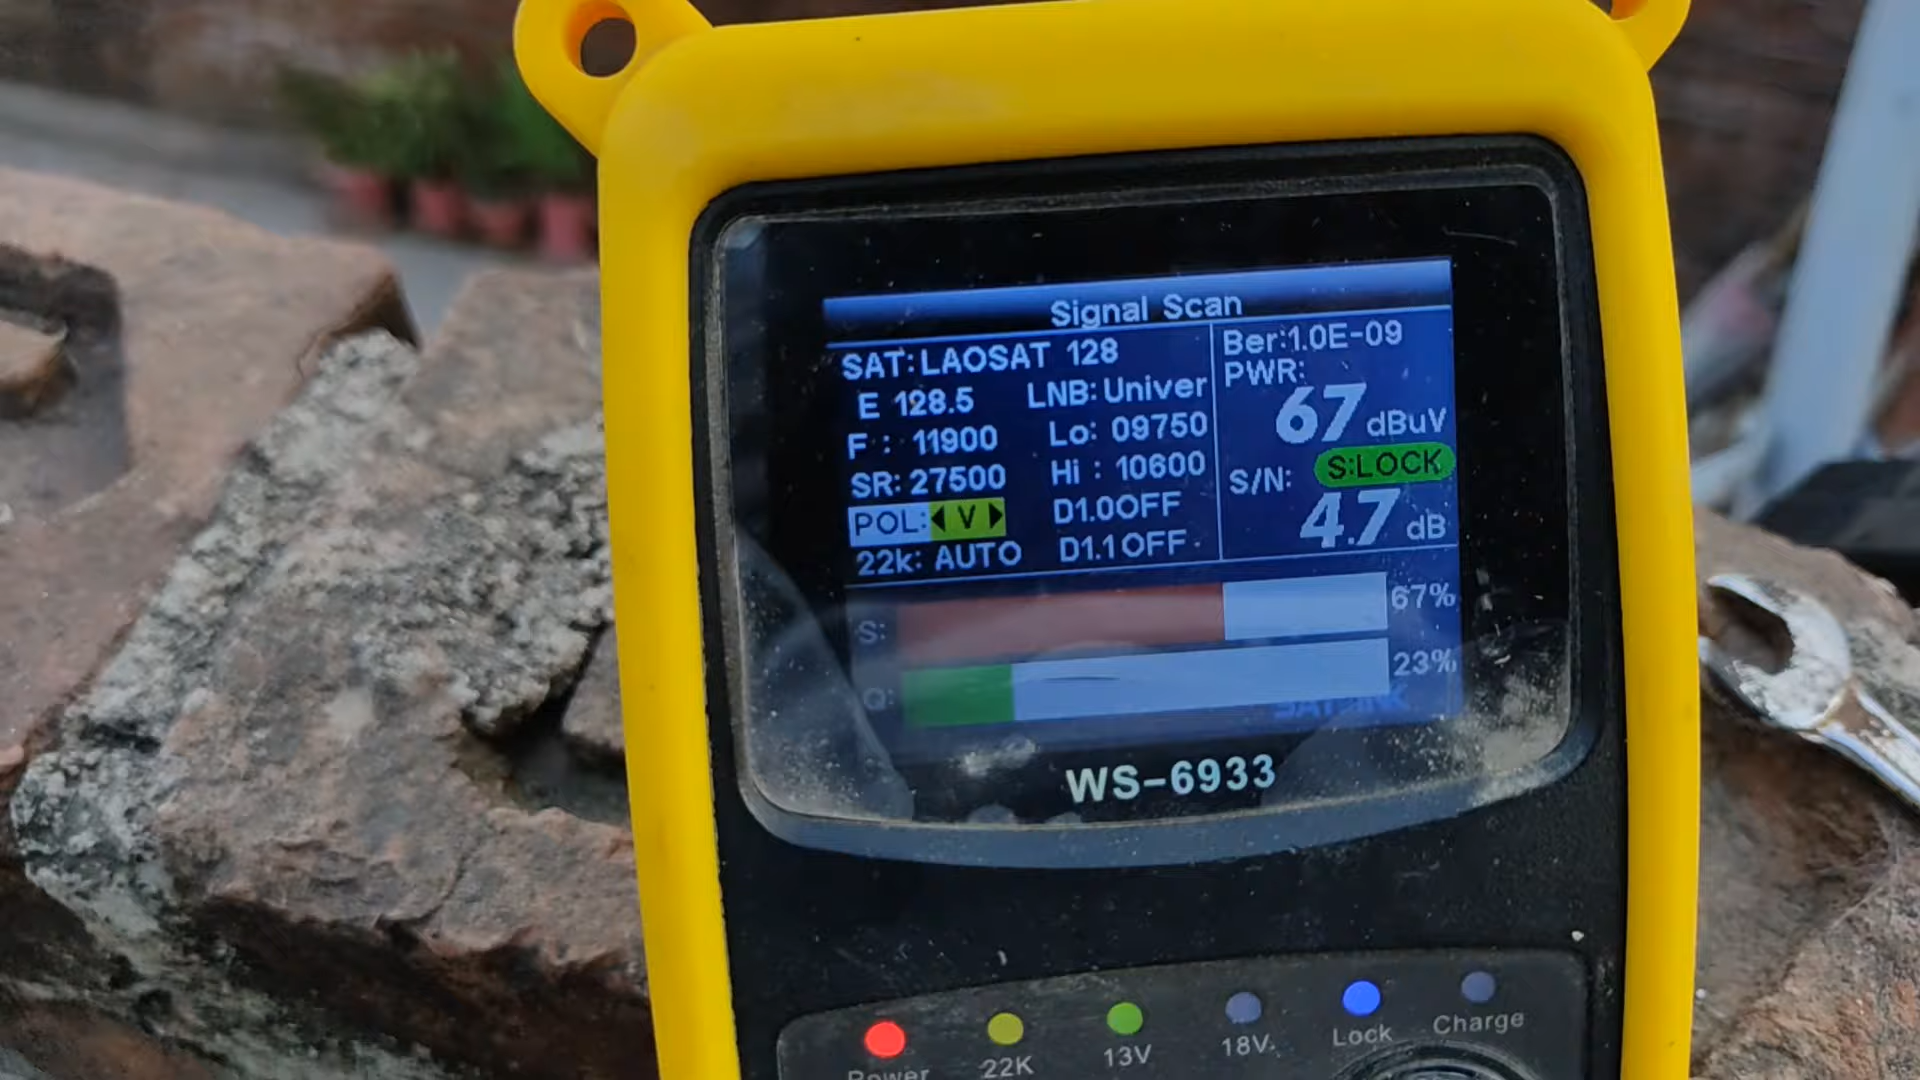 Signal Scan
SAT:LAOSAT 128
E 128.5 LNB:Univer
F : 11900 Lo: 09750
SR: 27500 Hi : 10600
POL: V D1.0OFF
22k: AUTO D1.1OFF
Ber:1.0E-09
PWR:
67 dBuV
S:LOCK
S/N:
4.7 dB
S: 67%
Q: 23%
SATLINK
WS-6933
Power 22K 13V 18V Lock Charge